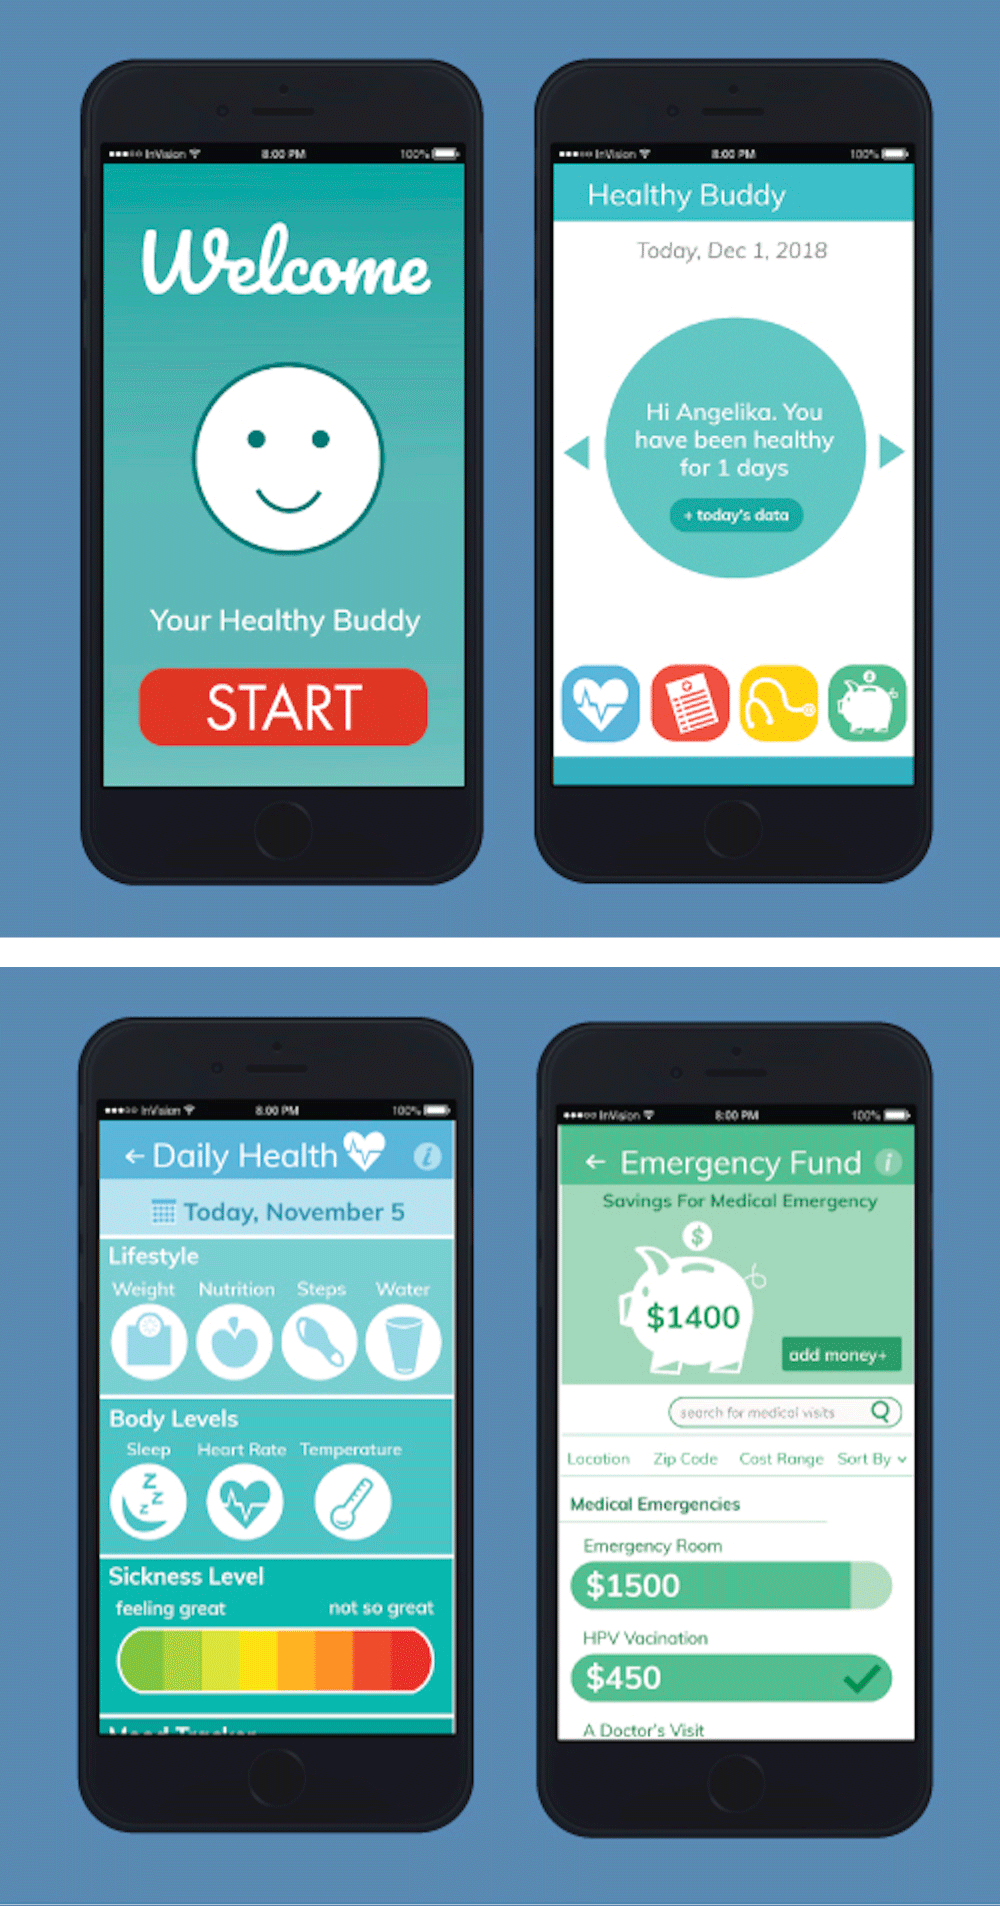 InVision 8:00 PM 100%
Welcome
Your Healthy Buddy
START
InVision 8:00 PM 100%
Healthy Buddy
Today, Dec 1, 2018
Hi Angelika. You
have been healthy
for 1 days
+ today's data
$
InVision 8:00 PM 100%
← Daily Health i
Today, November 5
Lifestyle
Weight Nutrition Steps Water
Body Levels
Sleep Heart Rate Temperature
z z z
Sickness Level
feeling great not so great
Mood Tracker
InVision 8:00 PM 100%
← Emergency Fund i
Savings For Medical Emergency
$
$1400
add money+
search for medical visits
Location Zip Code Cost Range Sort By
Medical Emergencies
Emergency Room
$1500
HPV Vacination
$450
A Doctor's Visit